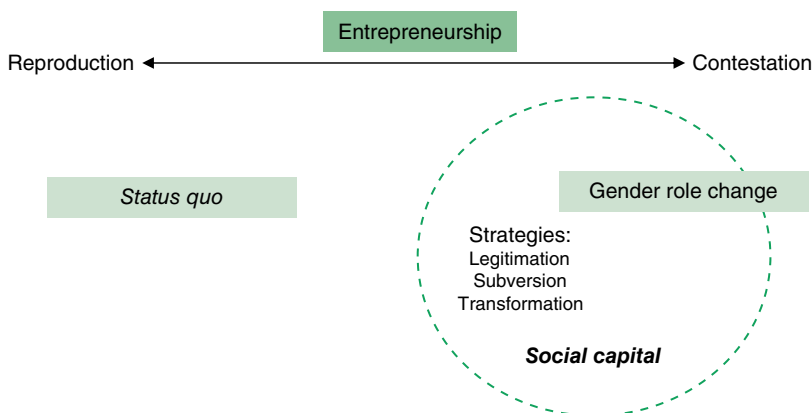 Entrepreneurship
Reproduction
Contestation
Status quo
Gender role change
Strategies:
Legitimation
Subversion
Transformation
Social capital